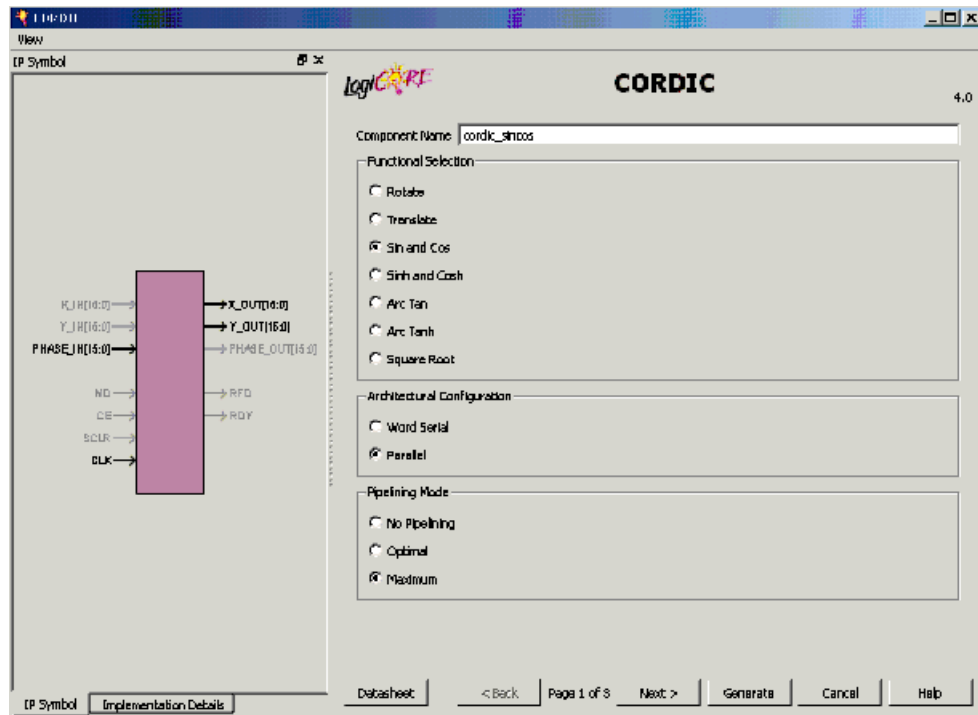 CORDIC
View
IP Symbol
LogiCORE
CORDIC
4.0
Component Name cordic_sincos
Functional Selection
Rotate
Translate
Sin and Cos
Sinh and Cosh
Arc Tan
Arc Tanh
Square Root
Architectural Configuration
Word Serial
Parallel
Pipelining Mode
No Pipelining
Optimal
Maximum
X_IN[16:0]
Y_IN[16:0]
PHASE_IN[15:0]
ND
CE
SCLR
CLK
X_OUT[16:0]
Y_OUT[16:0]
PHASE_OUT[15:0]
RFD
RDY
IP Symbol
Implementation Details
Datasheet
< Back
Page 1 of 3
Next >
Generate
Cancel
Help